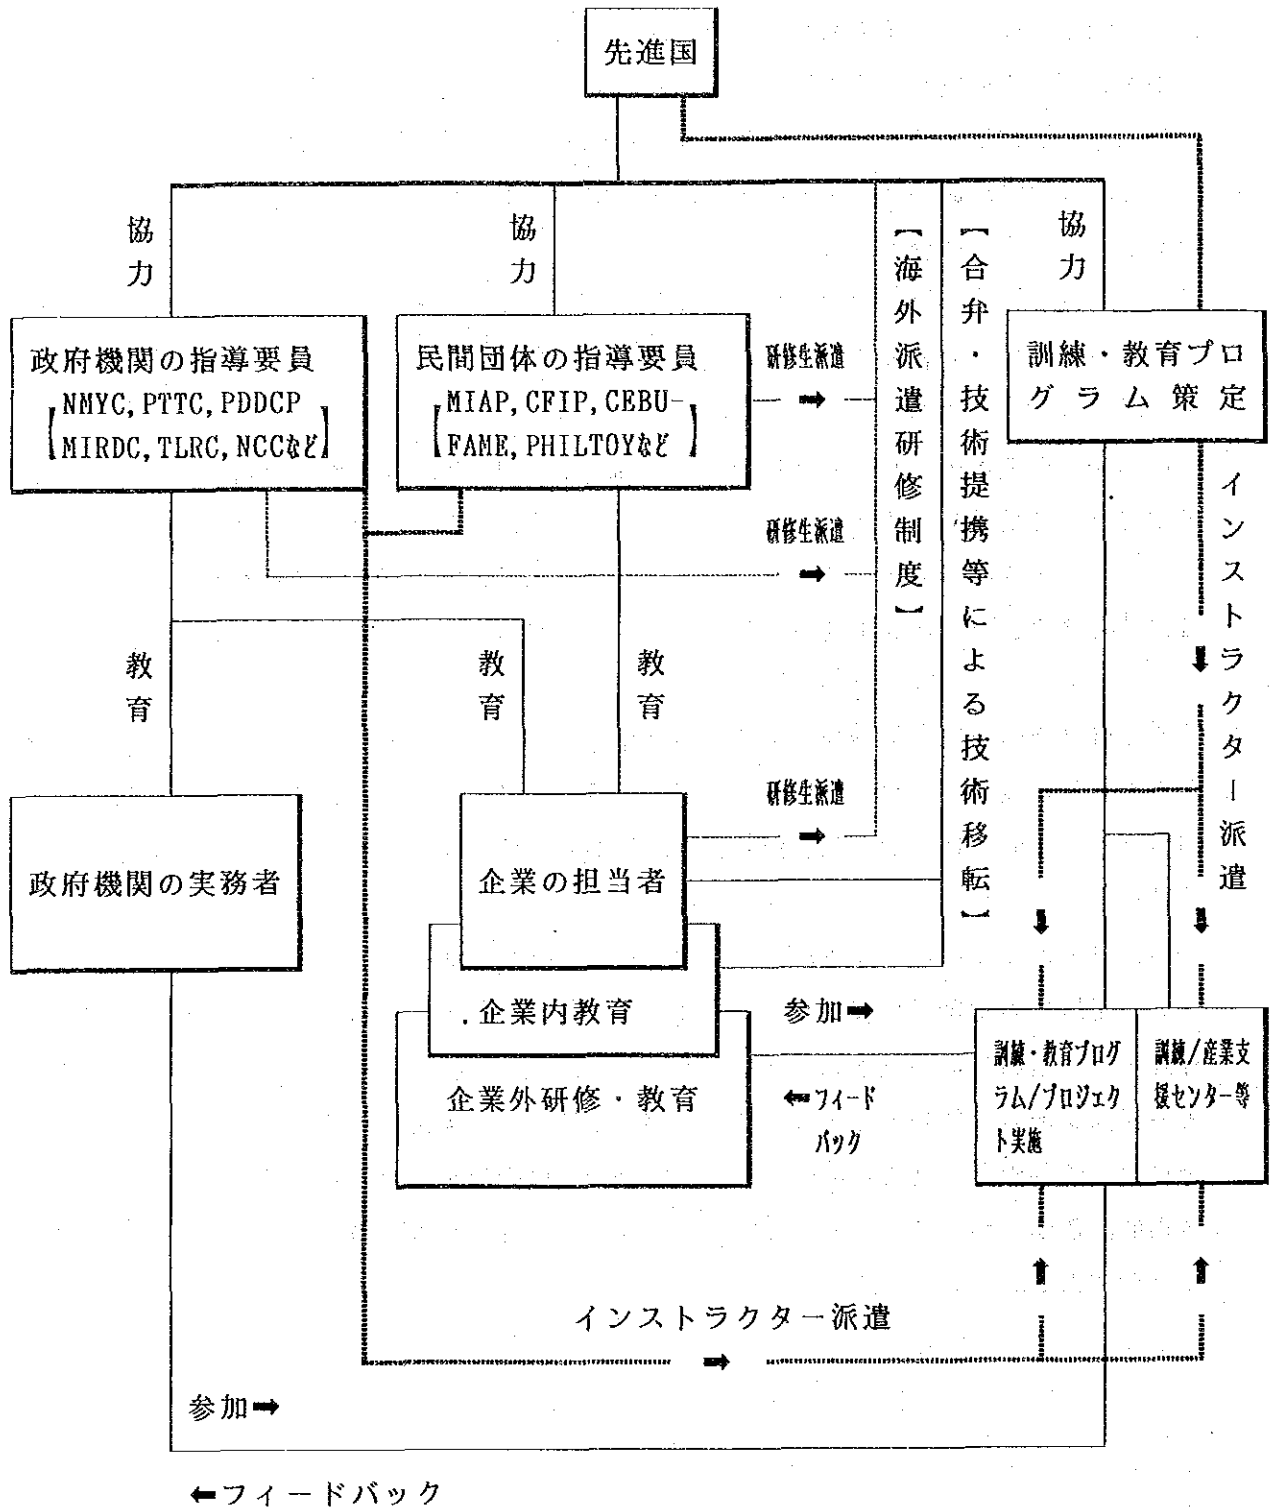 先進国
協力
協力
【海外派遣研修制度】
【合弁・技術提携等による技術移転】
協力
政府機関の指導要員
【NMYC, PTTC, PDDCP
MIRDC, TLRC, NCCなど】
民間団体の指導要員
【MIAP, CFIP, CEBU-
FAME, PHILTOYなど】
研修生派遣
➡
訓練・教育プロ
グラム策定
インストラクター派遣
研修生派遣
➡
教育
教育
教育
研修生派遣
➡
政府機関の実務者
企業の担当者
企業内教育
企業外研修・教育
参加➡
⬅フィード
バック
訓練・教育プログ
ラム/プロジェク
ト実施
訓練/産業支
援センター等
インストラクター派遣
➡
参加➡
⬅フィードバック